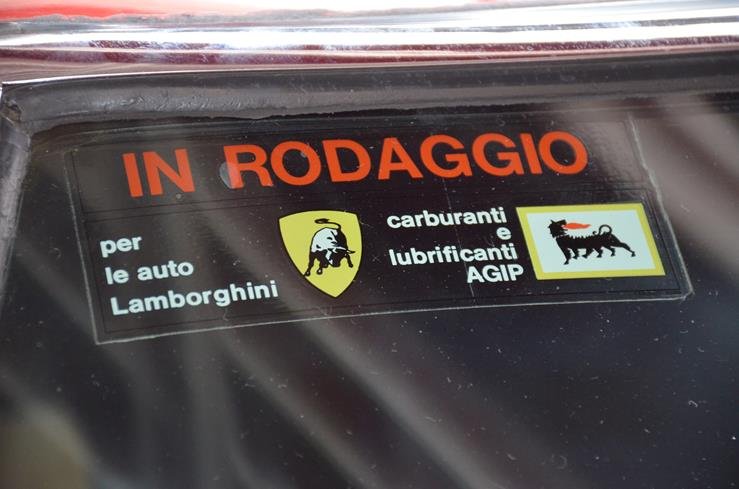 IN RODAGGIO
per
le auto
Lamborghini
carburanti
e
lubrificanti
AGIP